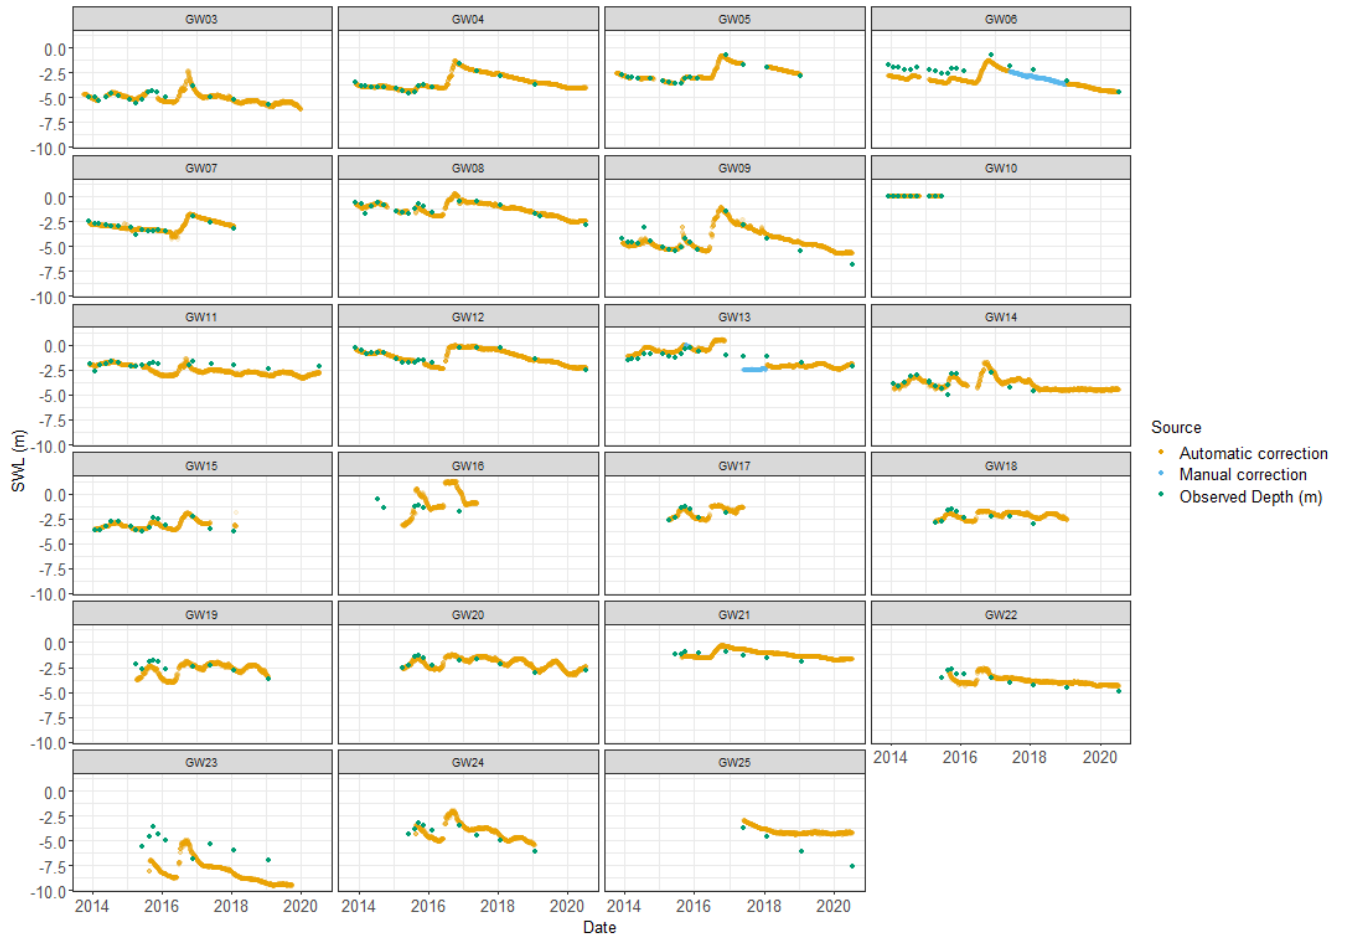 GW03 GW04 GW05 GW06
0.0
-2.5
-5.0
-7.5
-10.0
GW07 GW08 GW09 GW10
0.0
-2.5
-5.0
-7.5
-10.0
GW11 GW12 GW13 GW14
0.0
-2.5
-5.0
-7.5
-10.0
SWL (m)
GW15 GW16 GW17 GW18
0.0
-2.5
-5.0
-7.5
-10.0
GW19 GW20 GW21 GW22
0.0
-2.5
-5.0
-7.5
-10.0
2014 2016 2018 2020
GW23 GW24 GW25
0.0
-2.5
-5.0
-7.5
-10.0
2014 2016 2018 2020 2014 2016 2018 2020 2014 2016 2018 2020
Date
Source
Automatic correction
Manual correction
Observed Depth (m)